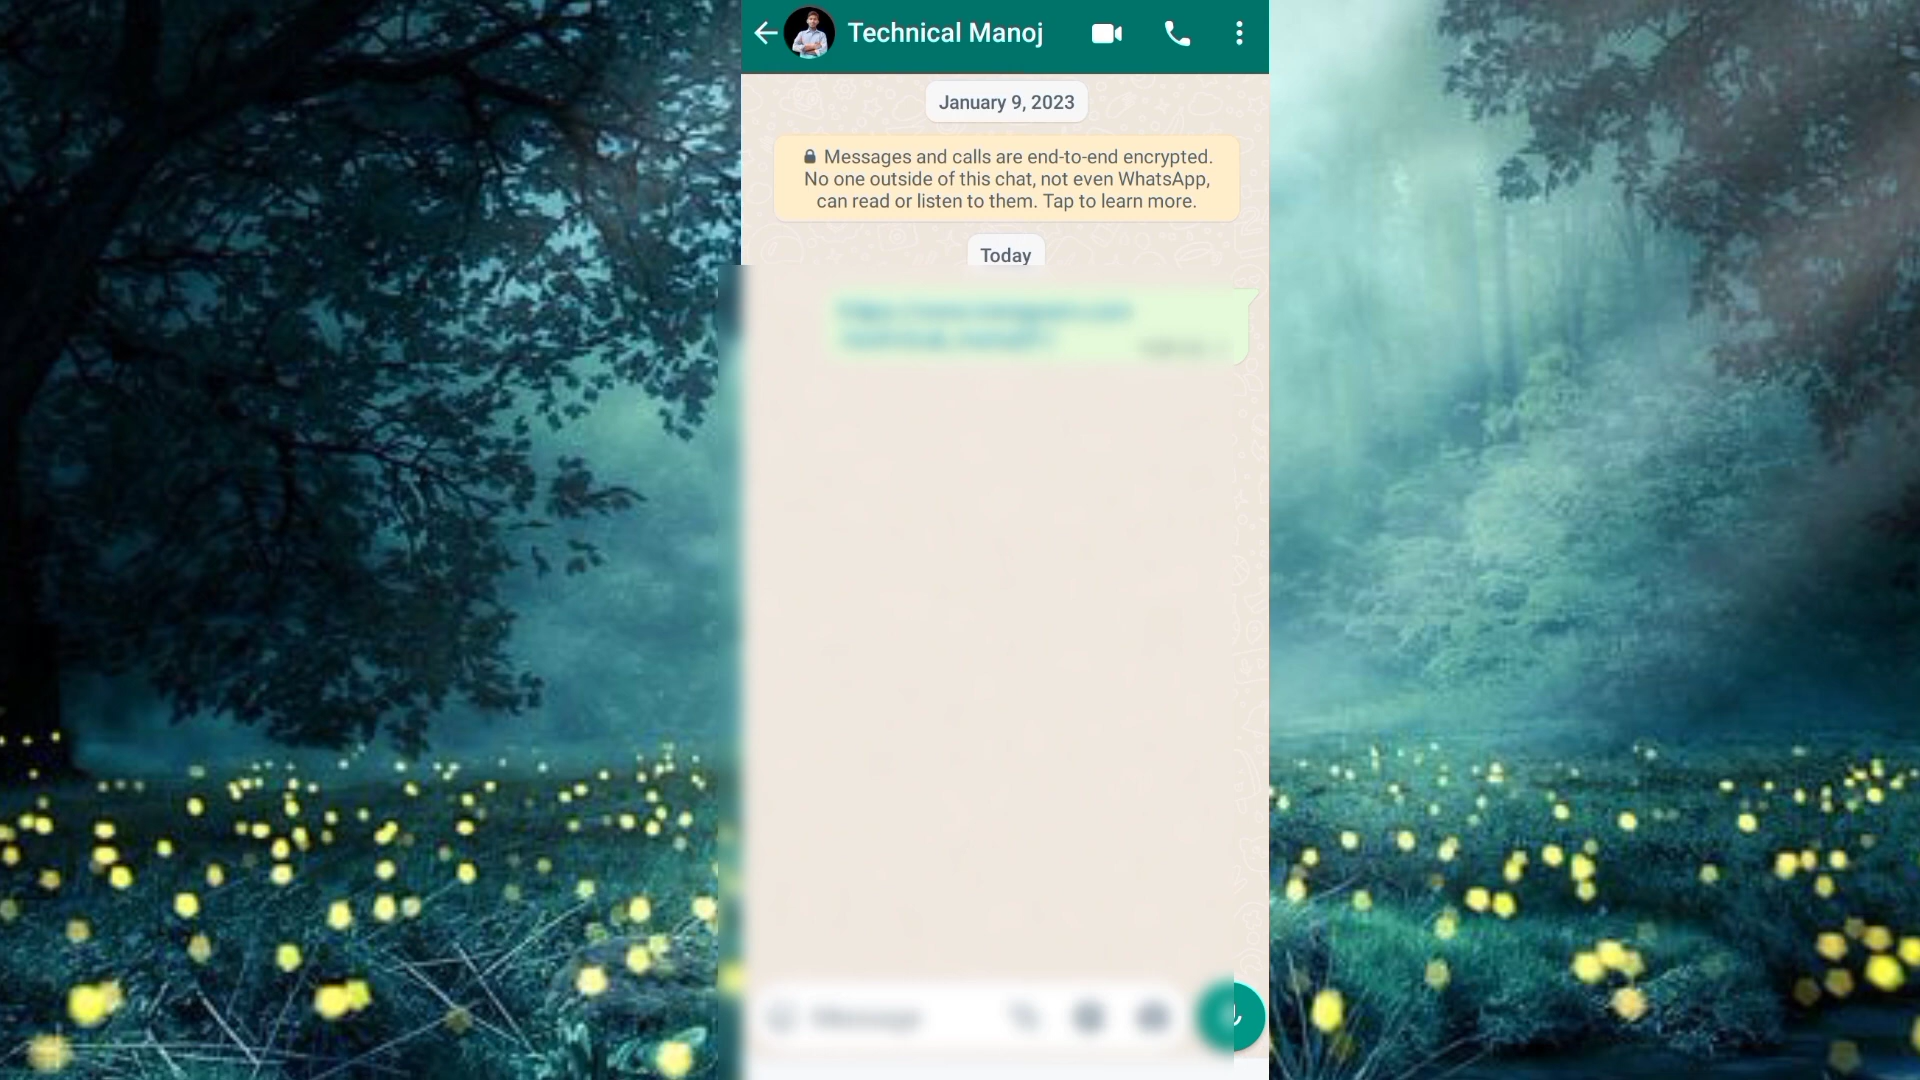 Technical Manoj
January 9, 2023
Messages and calls are end-to-end encrypted.
No one outside of this chat, not even WhatsApp,
can read or listen to them. Tap to learn more.
Today